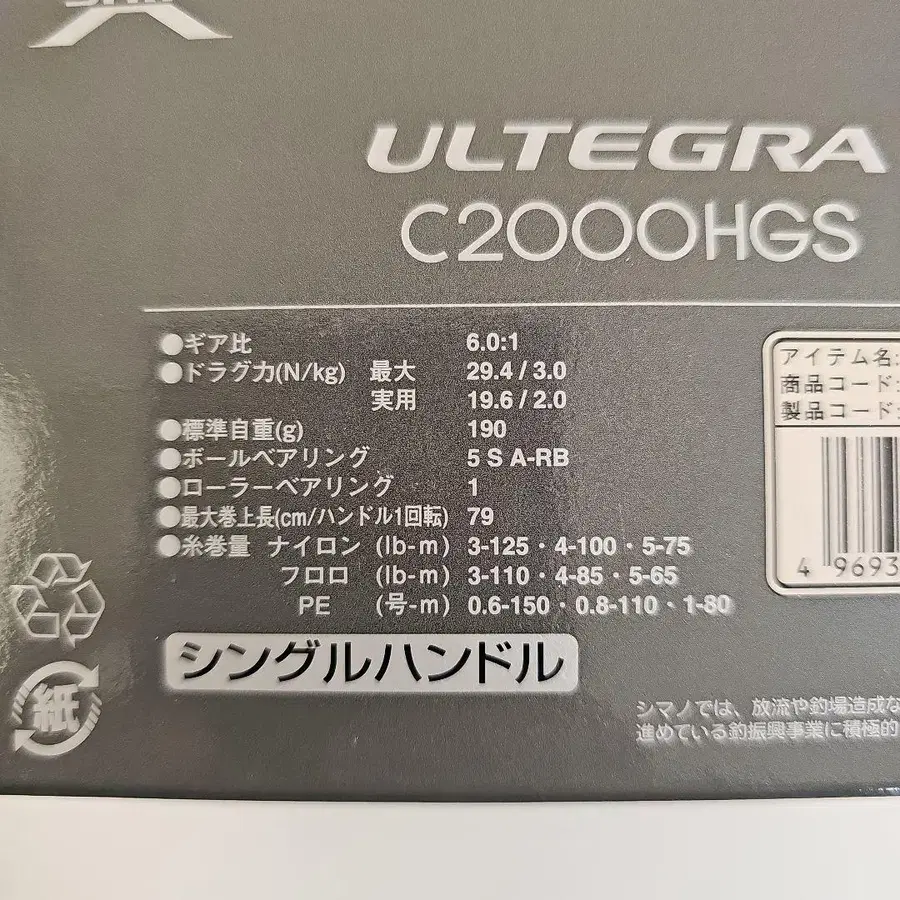 ULTEGRA
C2000HGS
●ギア比 6.0:1
●ドラグ力(N/kg) 最大 29.4 / 3.0
実用 19.6 / 2.0
●標準自重(g) 190
●ボールベアリング 5 S A-RB
●ローラーベアリング 1
●最大巻上長(cm/ハンドル1回転) 79
●糸巻量 ナイロン (lb-m) 3-125・4-100・5-75
フロロ (lb-m) 3-110・4-85・5-65
PE (号-m) 0.6-150・0.8-110・1-80
シングルハンドル
アイテム名:
商品コード:
製品コード:
4 9693
紙
シマノでは、放流や釣場造成な
進めている釣振興事業に積極的